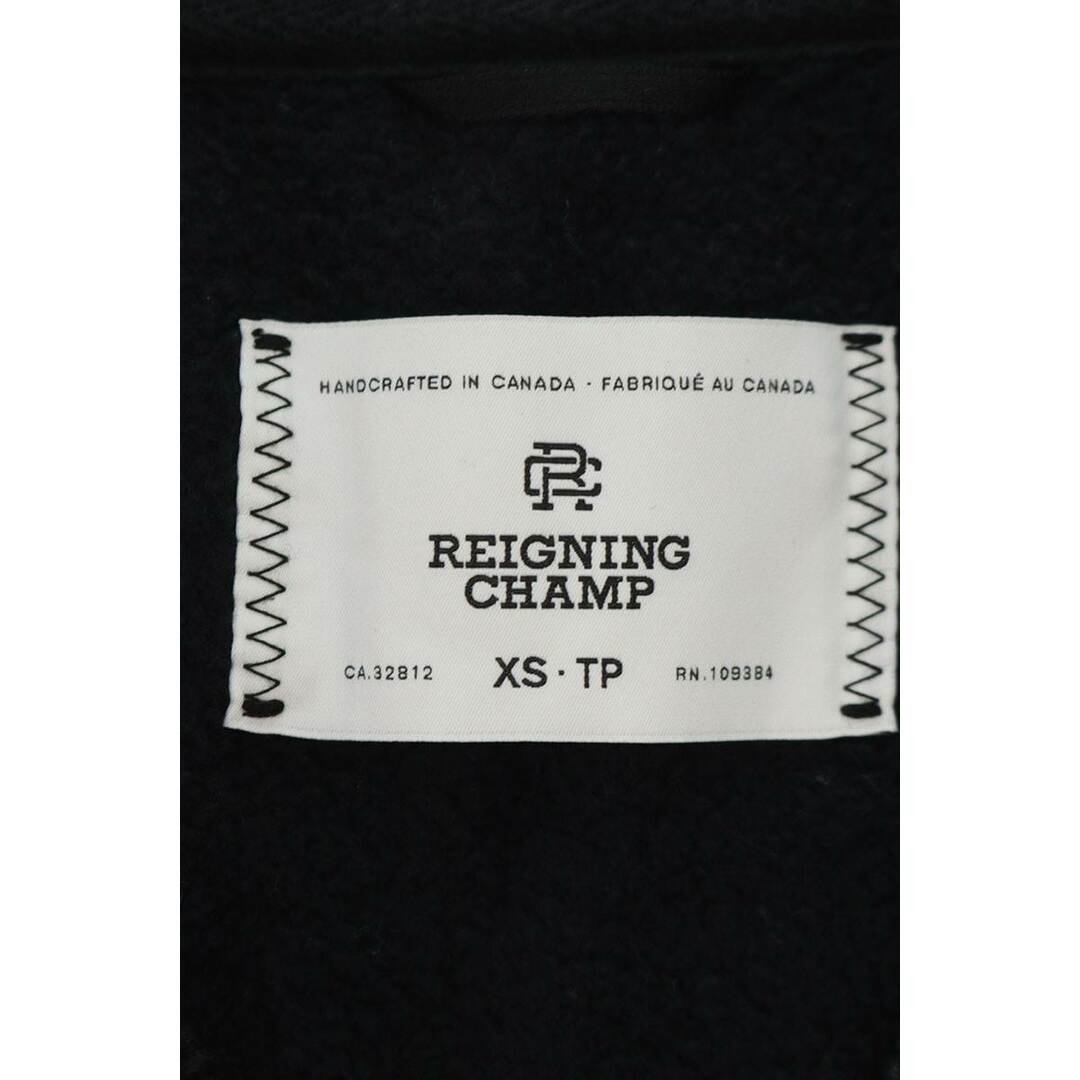 HANDCRAFTED IN CANADA · FABRIQUÉ AU CANADA
RC
REIGNING
CHAMP
CA.32812 XS · TP RN.109384